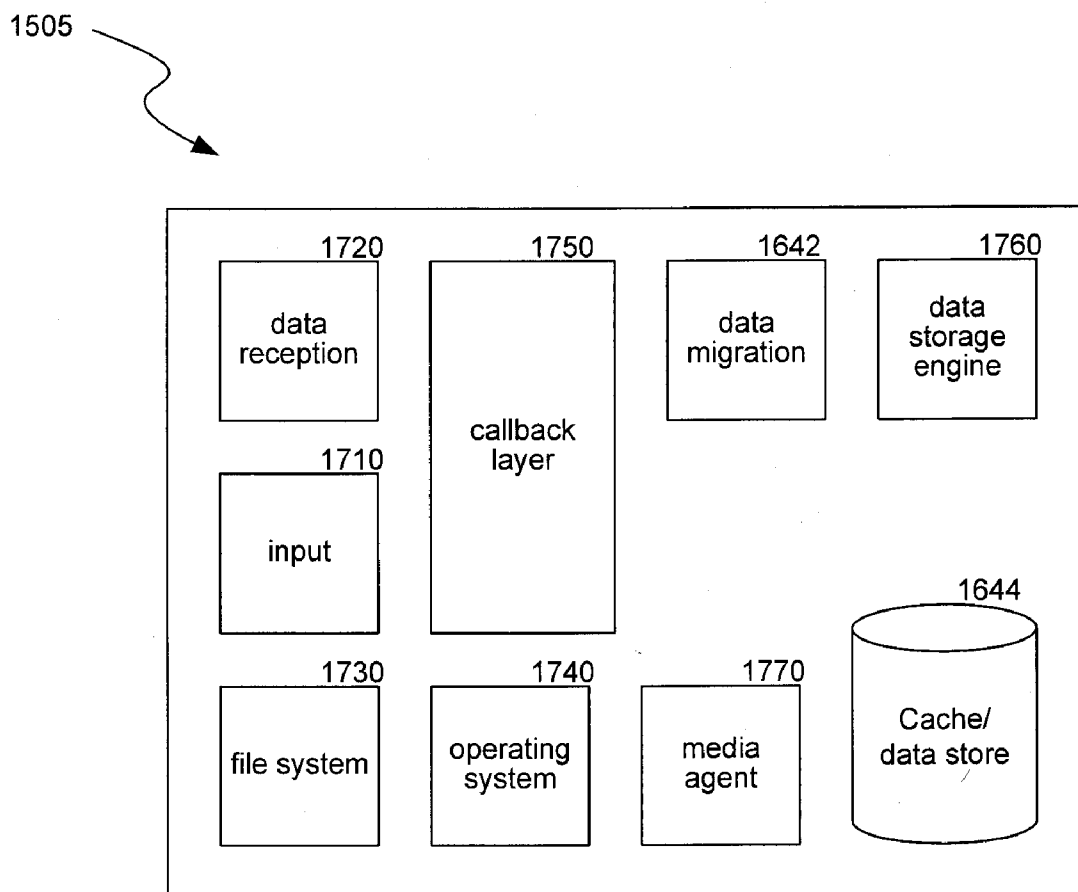 1505
1720
data
reception
1750
callback
layer
1642
data
migration
1760
data
storage
engine
1710
input
1644
Cache/
data store
1730
file system
1740
operating
system
1770
media
agent